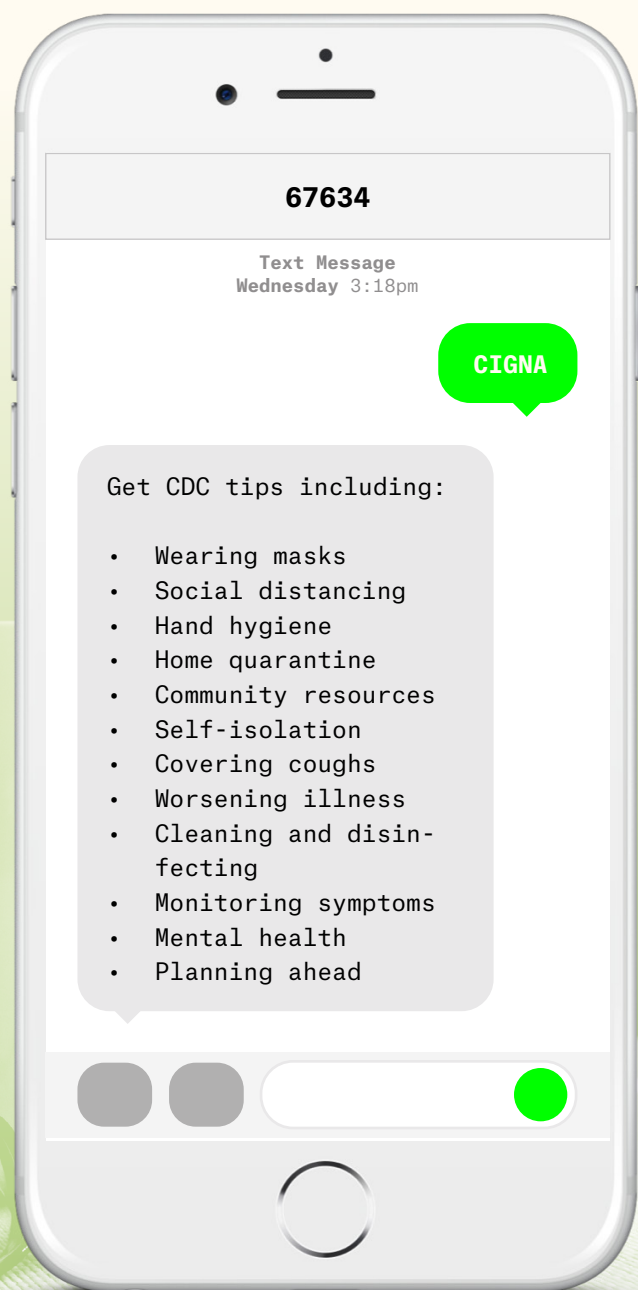 67634
Text Message
Wednesday 3:18pm
CIGNA
Get CDC tips including:
• Wearing masks
• Social distancing
• Hand hygiene
• Home quarantine
• Community resources
• Self-isolation
• Covering coughs
• Worsening illness
• Cleaning and disin-
fecting
• Monitoring symptoms
• Mental health
• Planning ahead